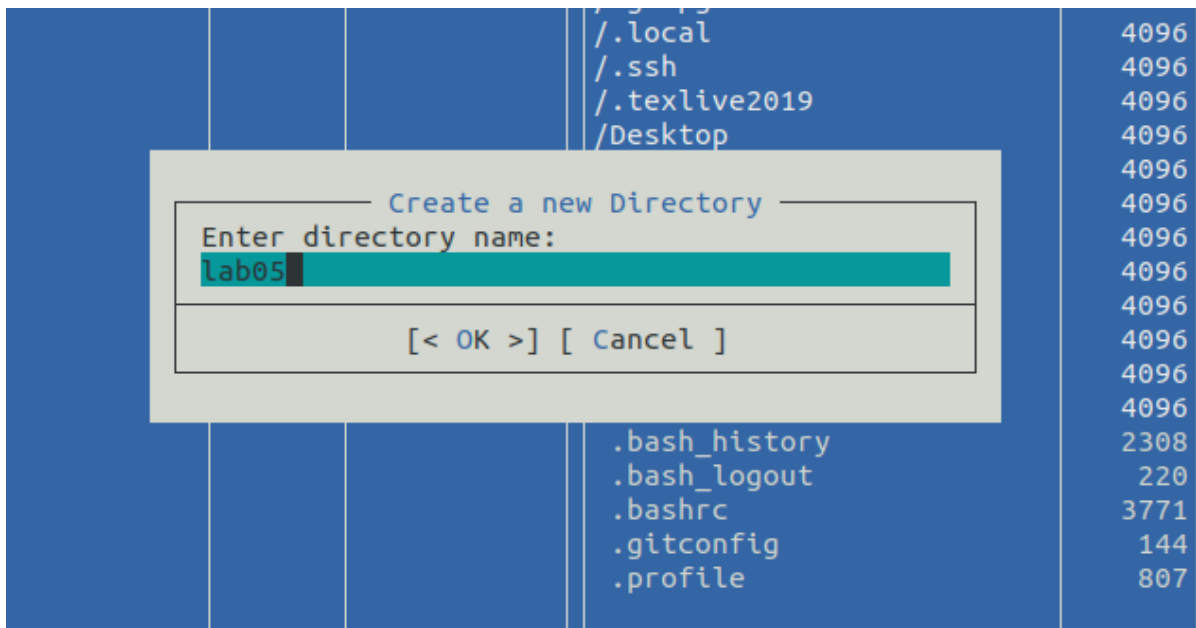 /.local 4096
/.ssh 4096
/.texlive2019 4096
/Desktop 4096
4096
Create a new Directory 4096
Enter directory name: 4096
lab05 4096
4096
[< OK >] [ Cancel ] 4096
4096
4096
.bash_history 2308
.bash_logout 220
.bashrc 3771
.gitconfig 144
.profile 807